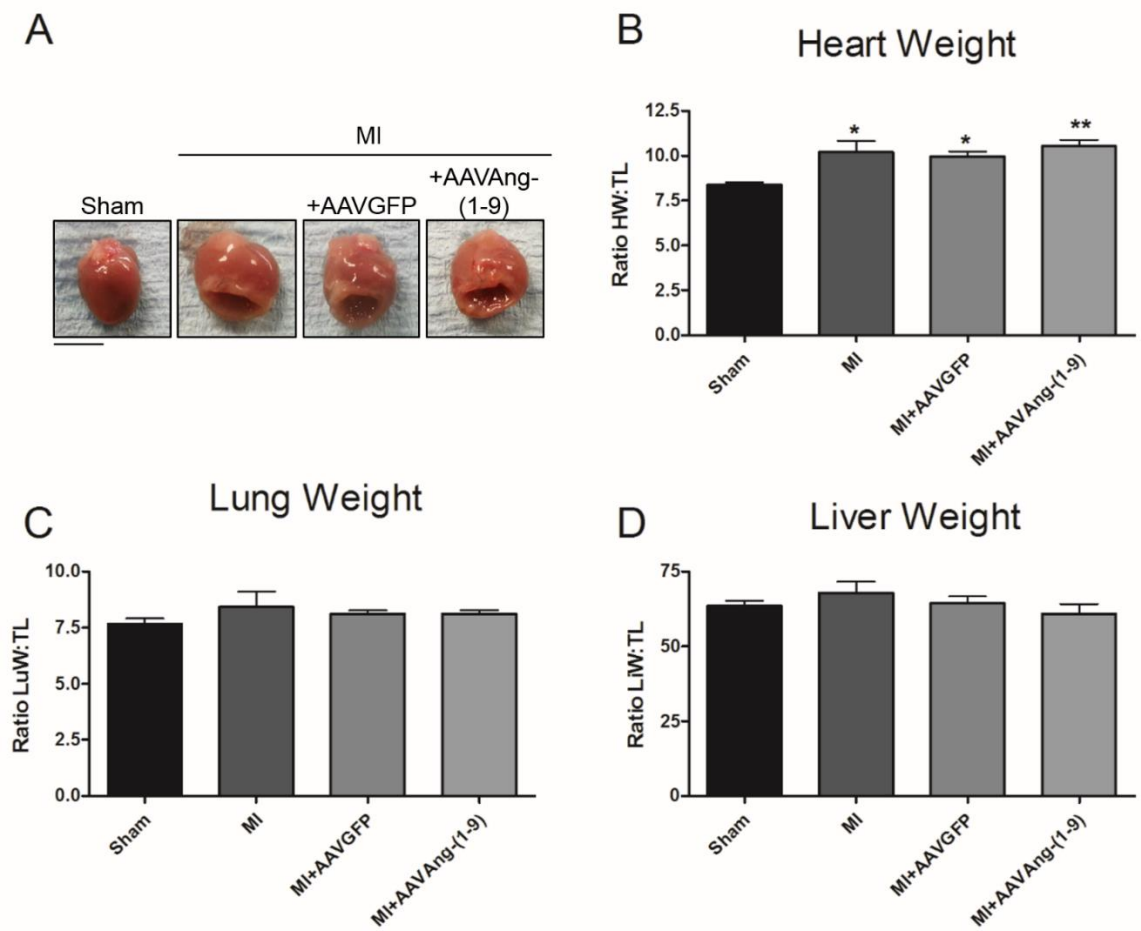 A
MI
Sham
+AAVGFP
+AAVAng-
(1-9)
B
Heart Weight
Ratio HW:TL
12.5
10.0
7.5
5.0
2.5
0.0
*
*
**
Sham
MI
MI+AAVGFP
MI+AAVAng-(1-9)
C
Lung Weight
Ratio LuW:TL
10.0
7.5
5.0
2.5
0.0
Sham
MI
MI+AAVGFP
MI+AAVAng-(1-9)
D
Liver Weight
Ratio LiW:TL
75
50
25
0
Sham
MI
MI+AAVGFP
MI+AAVAng-(1-9)